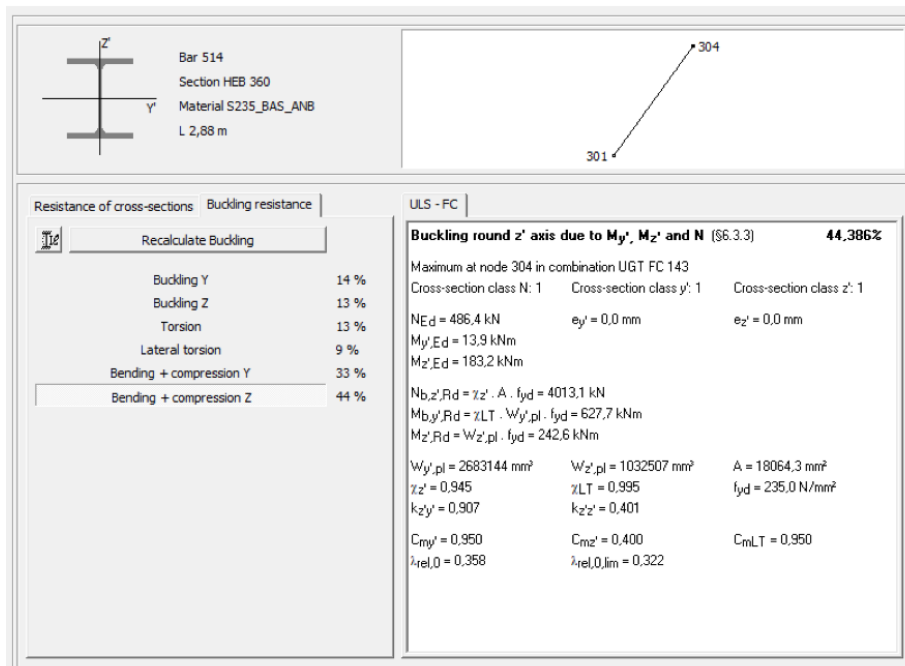 Z'
Y'
Bar 514
Section HEB 360
Material S235_BAS_ANB
L 2,88 m
304
301
Resistance of cross-sections Buckling resistance
Recalculate Buckling
Buckling Y 14 %
Buckling Z 13 %
Torsion 13 %
Lateral torsion 9 %
Bending + compression Y 33 %
Bending + compression Z 44 %
ULS - FC
Buckling round z' axis due to My', Mz' and N (§6.3.3) 44,386%
Maximum at node 304 in combination UGT FC 143
Cross-section class N: 1 Cross-section class y': 1 Cross-section class z': 1
NEd = 486,4 kN ey' = 0,0 mm ez' = 0,0 mm
My',Ed = 13,9 kNm
Mz',Ed = 183,2 kNm
Nb,z',Rd = χz' . A . fyd = 4013,1 kN
Mb,y',Rd = χLT . Wy',pl . fyd = 627,7 kNm
Mz',Rd = Wz',pl . fyd = 242,6 kNm
Wy',pl = 2683144 mm³ Wz',pl = 1032507 mm³ A = 18064,3 mm²
χz' = 0,945 χLT = 0,995 fyd = 235,0 N/mm²
kz'y' = 0,907 kz'z' = 0,401
Cmy' = 0,950 Cmz' = 0,400 CmLT = 0,950
λrel,0 = 0,358 λrel,0,lim = 0,322